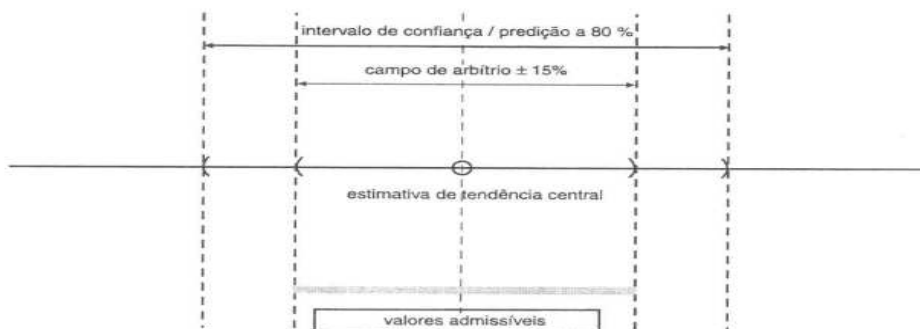 intervalo de confiança / predição a 80 %
campo de arbítrio ± 15%
estimativa de tendência central
valores admissíveis